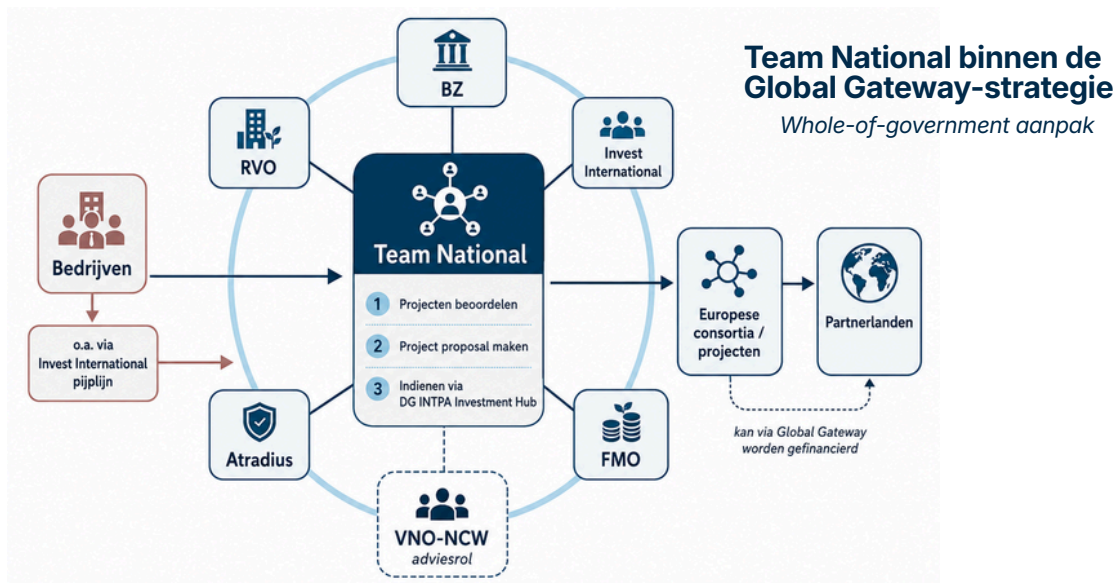 Team National binnen de
Global Gateway-strategie
Whole-of-government aanpak
BZ
RVO
Invest
International
Bedrijven
o.a. via
Invest International
pijplijn
Team National
1 Projecten beoordelen
2 Project proposal maken
3 Indienen via
DG INTPA Investment Hub
Europese
consortia /
projecten
Partnerlanden
kan via Global Gateway
worden gefinancierd
Atradius
FMO
VNO-NCW
adviesrol